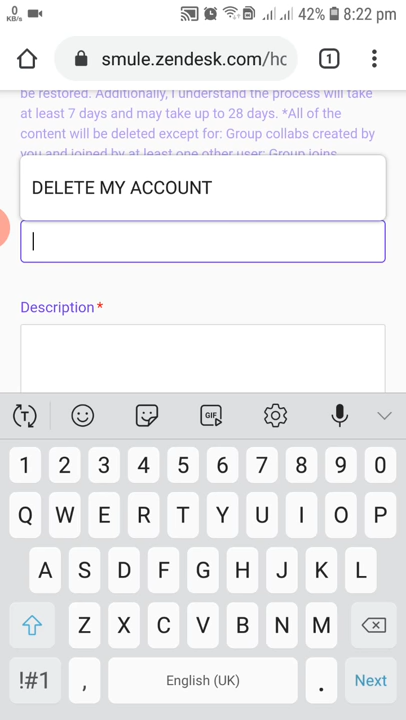 0
KB/s
42% 8:22 pm
smule.zendesk.com/hc
1
be restored. Additionally, I understand the process will take
at least 7 days and may take up to 28 days. *All of the
content will be deleted except for: Group collabs created by
you and joined by at least one other user; Group joins
DELETE MY ACCOUNT
Description *
T
GIF
1 2 3 4 5 6 7 8 9 0
Q W E R T Y U I O P
A S D F G H J K L
Z X C V B N M
!#1 , English (UK) . Next